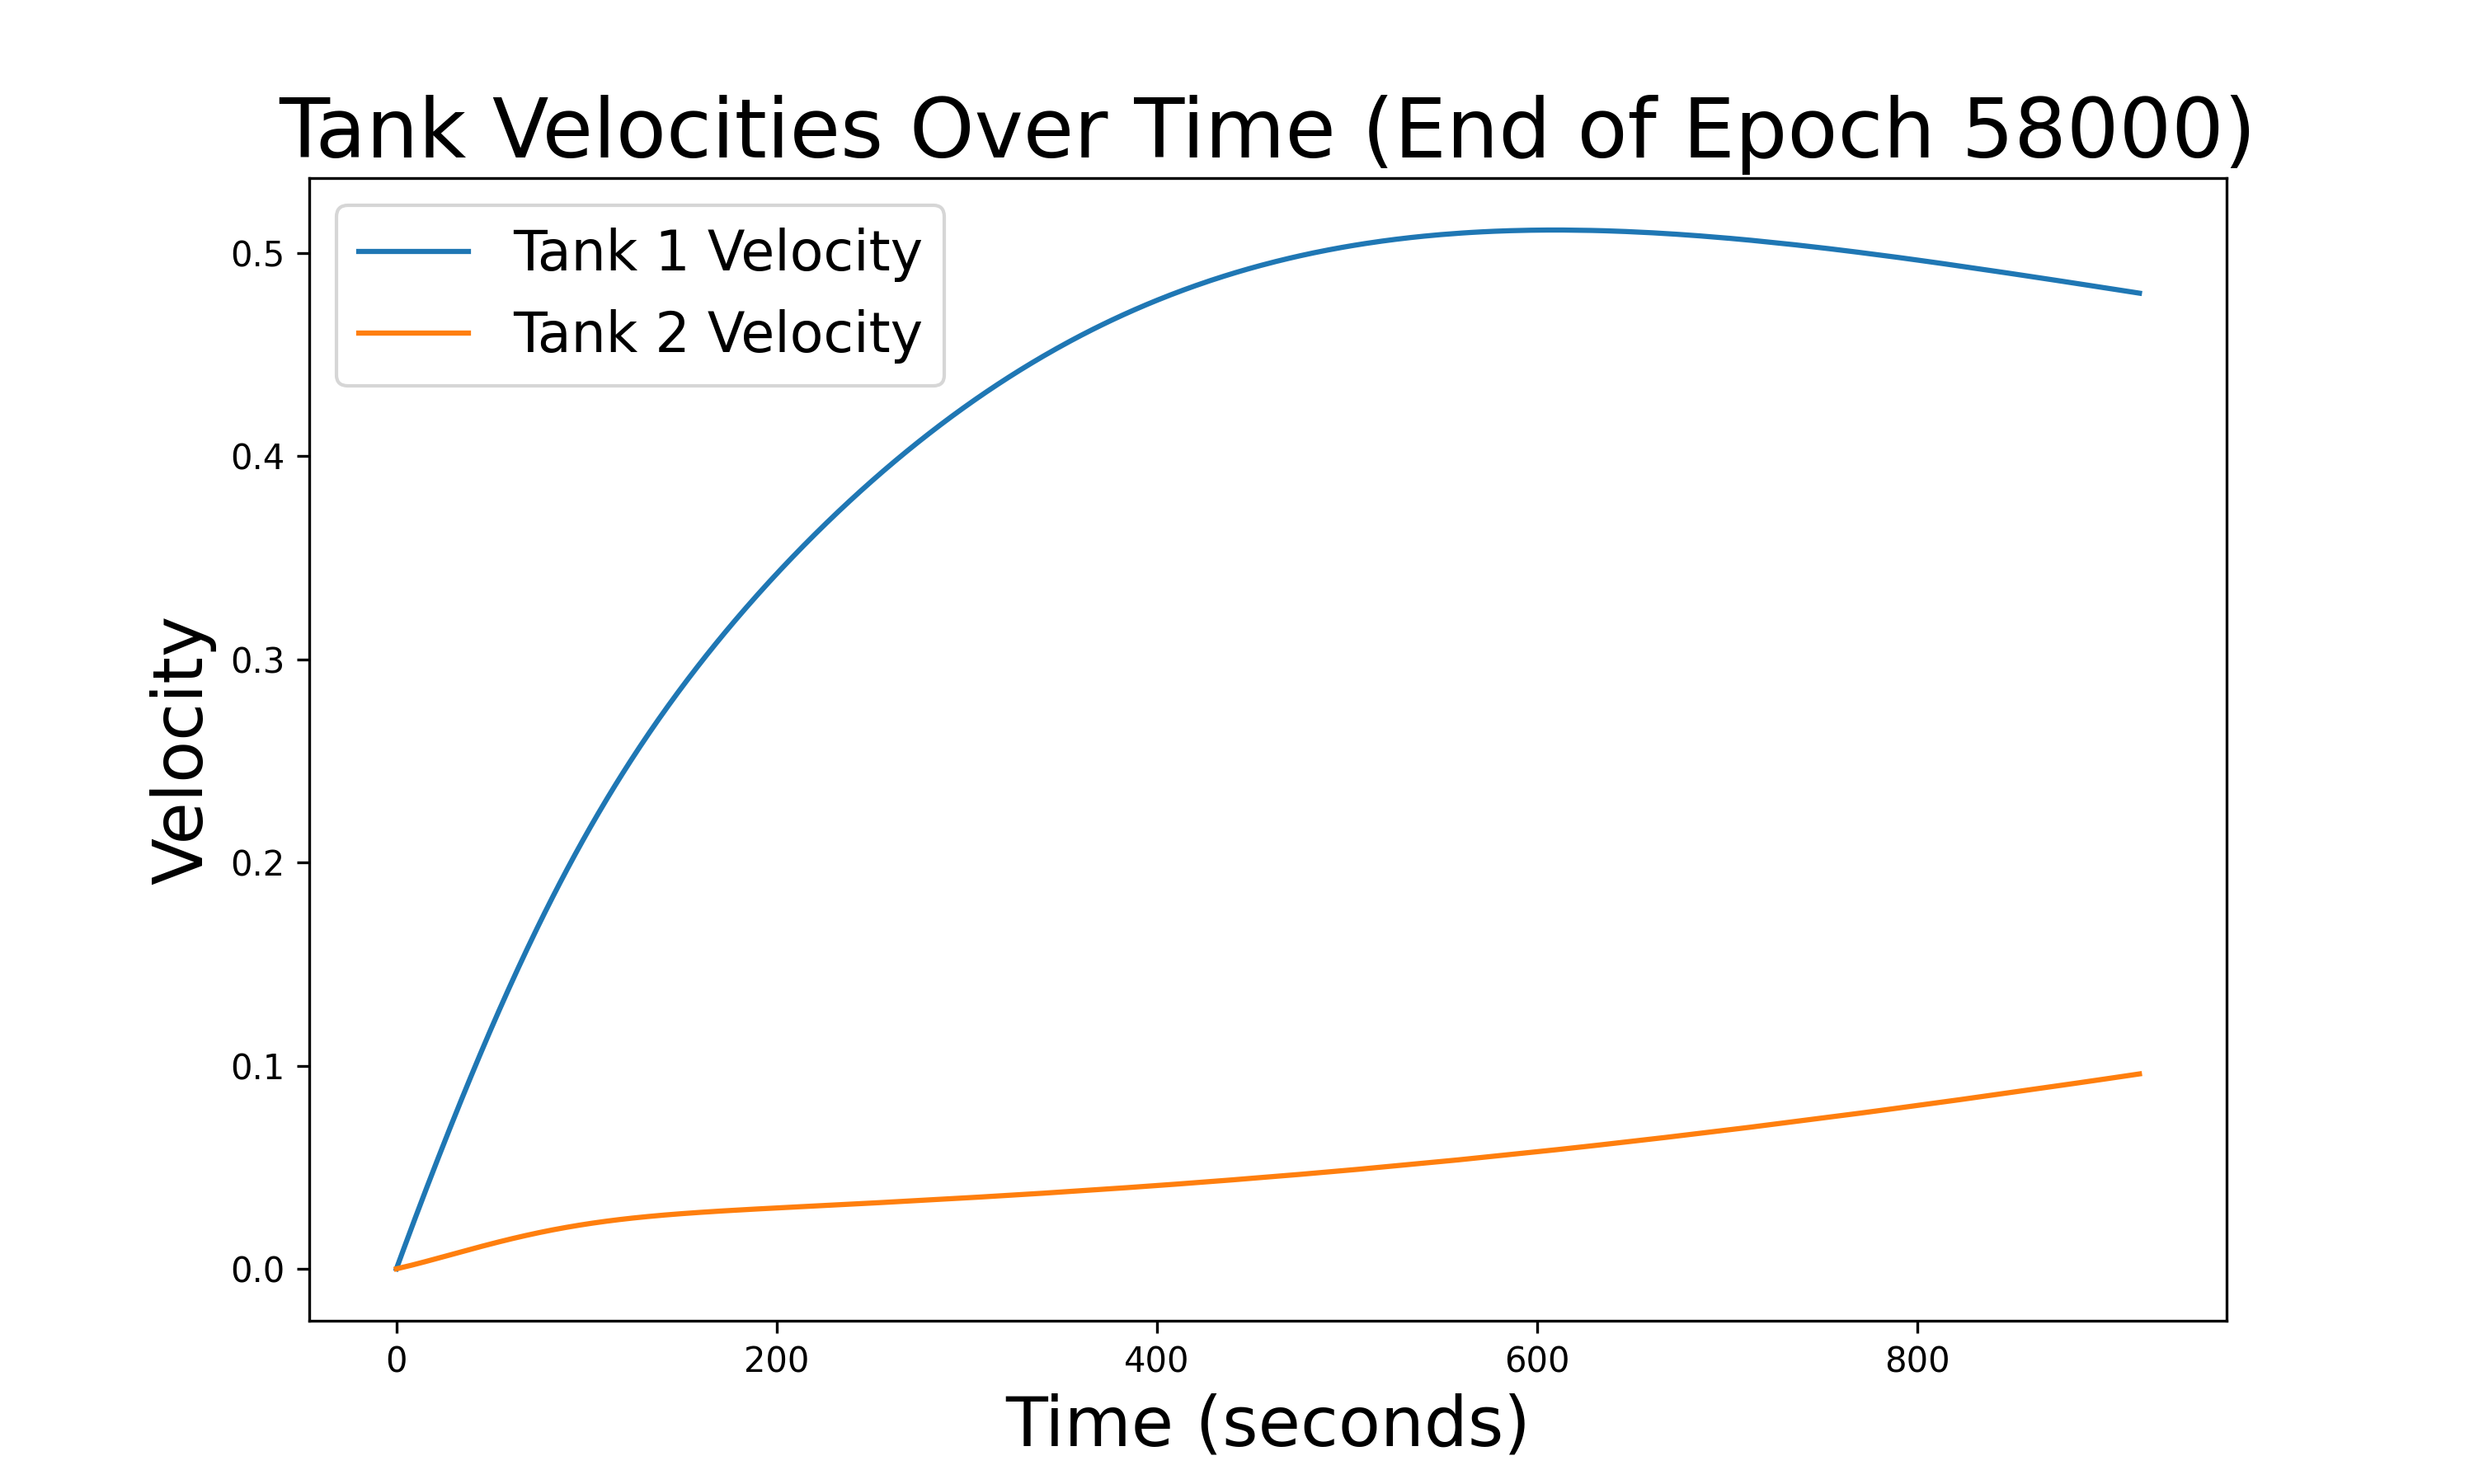 Tank Velocities Over Time (End of Epoch 58000)
Tank 1 Velocity
Tank 2 Velocity
Velocity
0.5
0.4
0.3
0.2
0.1
0.0
0 200 400 600 800
Time (seconds)